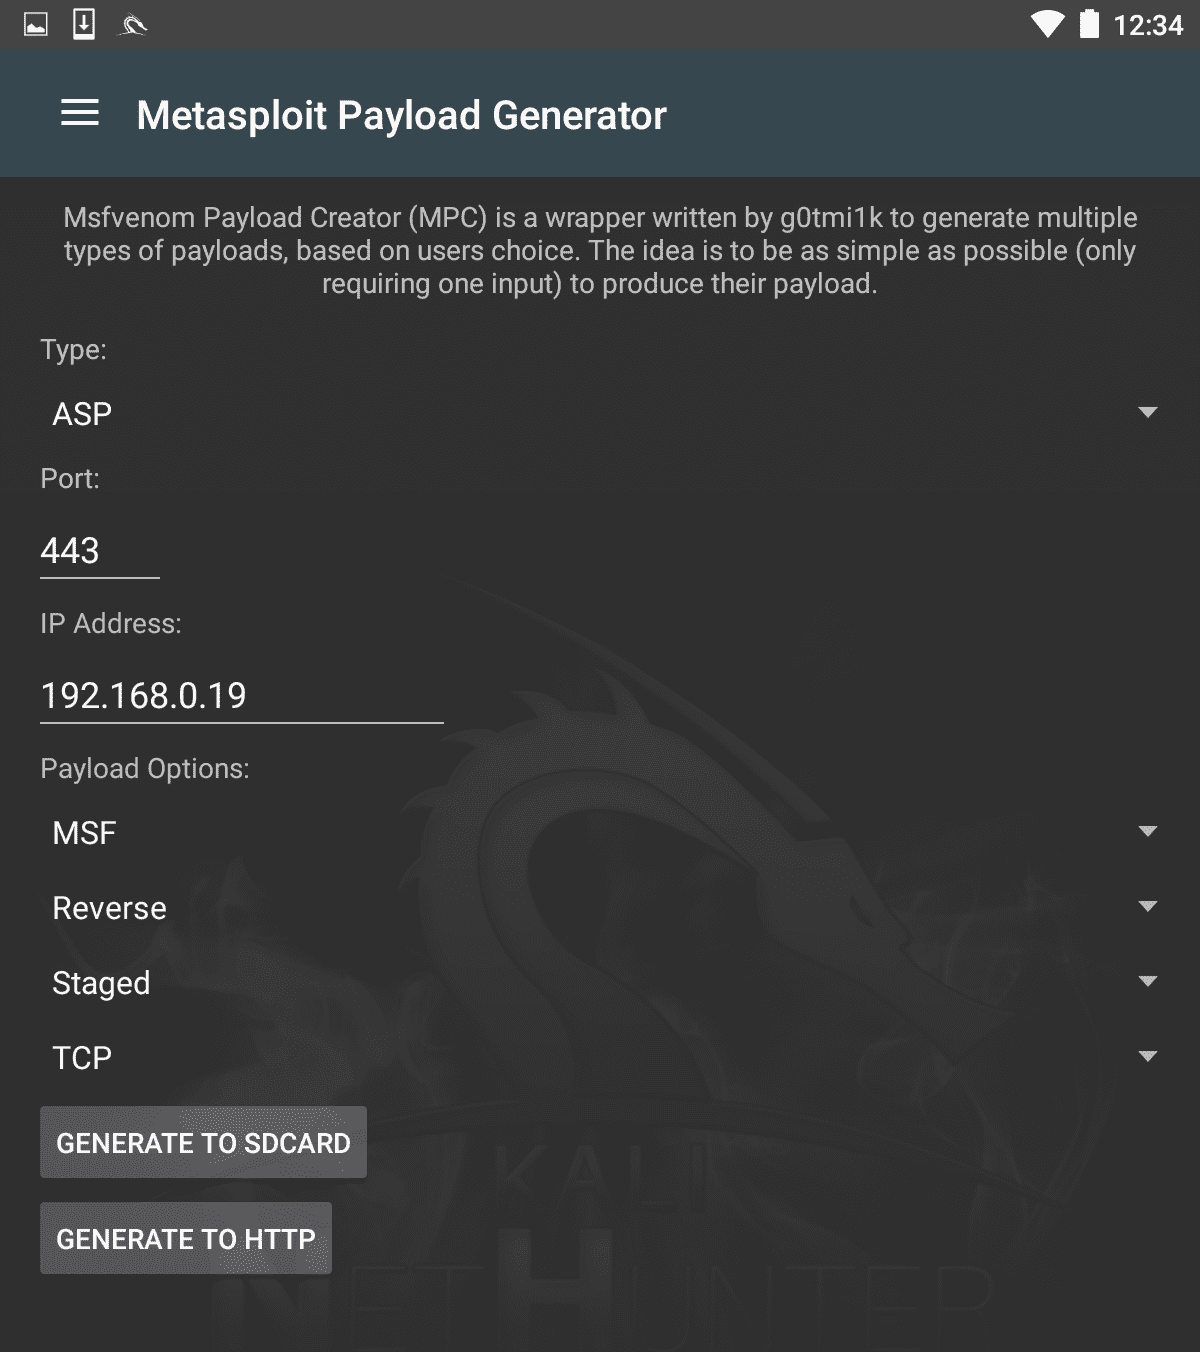 12:34
Metasploit Payload Generator
Msfvenom Payload Creator (MPC) is a wrapper written by g0tmi1k to generate multiple
types of payloads, based on users choice. The idea is to be as simple as possible (only
requiring one input) to produce their payload.
Type:
ASP
Port:
443
IP Address:
192.168.0.19
Payload Options:
MSF
Reverse
Staged
TCP
GENERATE TO SDCARD
KALI
GENERATE TO HTTP
NETHUNTER